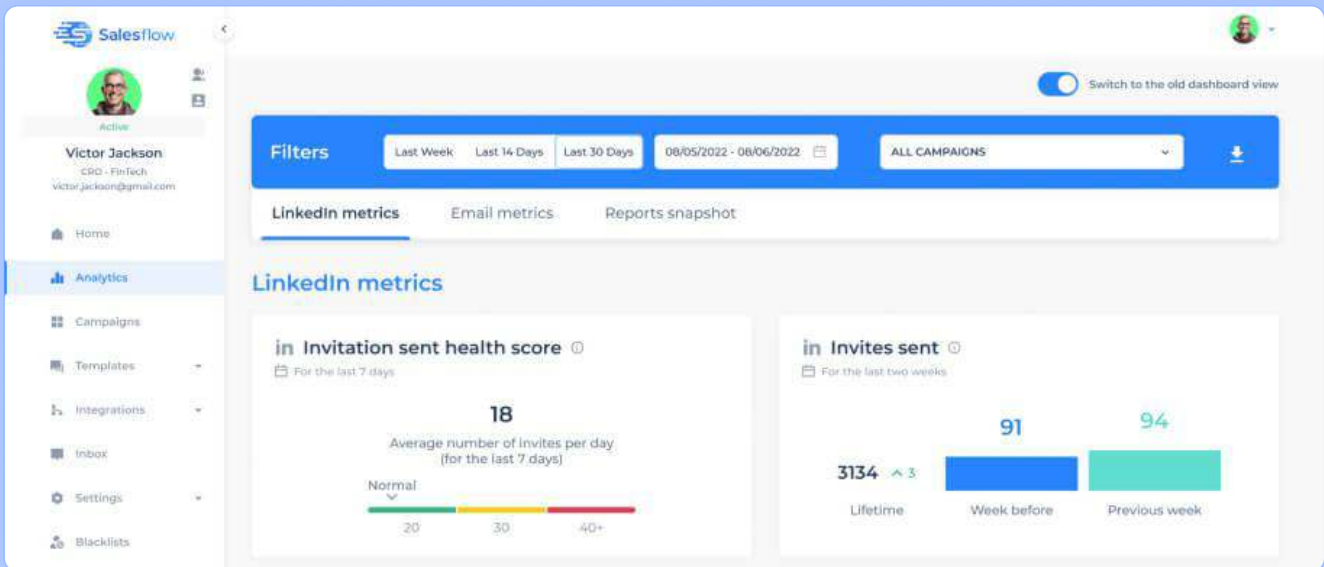 Salesflow
Active
Victor Jackson
CRO - FinTech
victor.jackson@gmail.com
Home
Analytics
Campaigns
Templates
Integrations
Inbox
Settings
Blacklists
Switch to the old dashboard view
Filters
Last Week Last 14 Days Last 30 Days
08/05/2022 - 08/06/2022
ALL CAMPAIGNS
LinkedIn metrics Email metrics Reports snapshot
LinkedIn metrics
in Invitation sent health score
For the last 7 days
18
Average number of invites per day
(for the last 7 days)
Normal
20 30 40+
in Invites sent
For the last two weeks
91 94
3134 3
Lifetime Week before Previous week